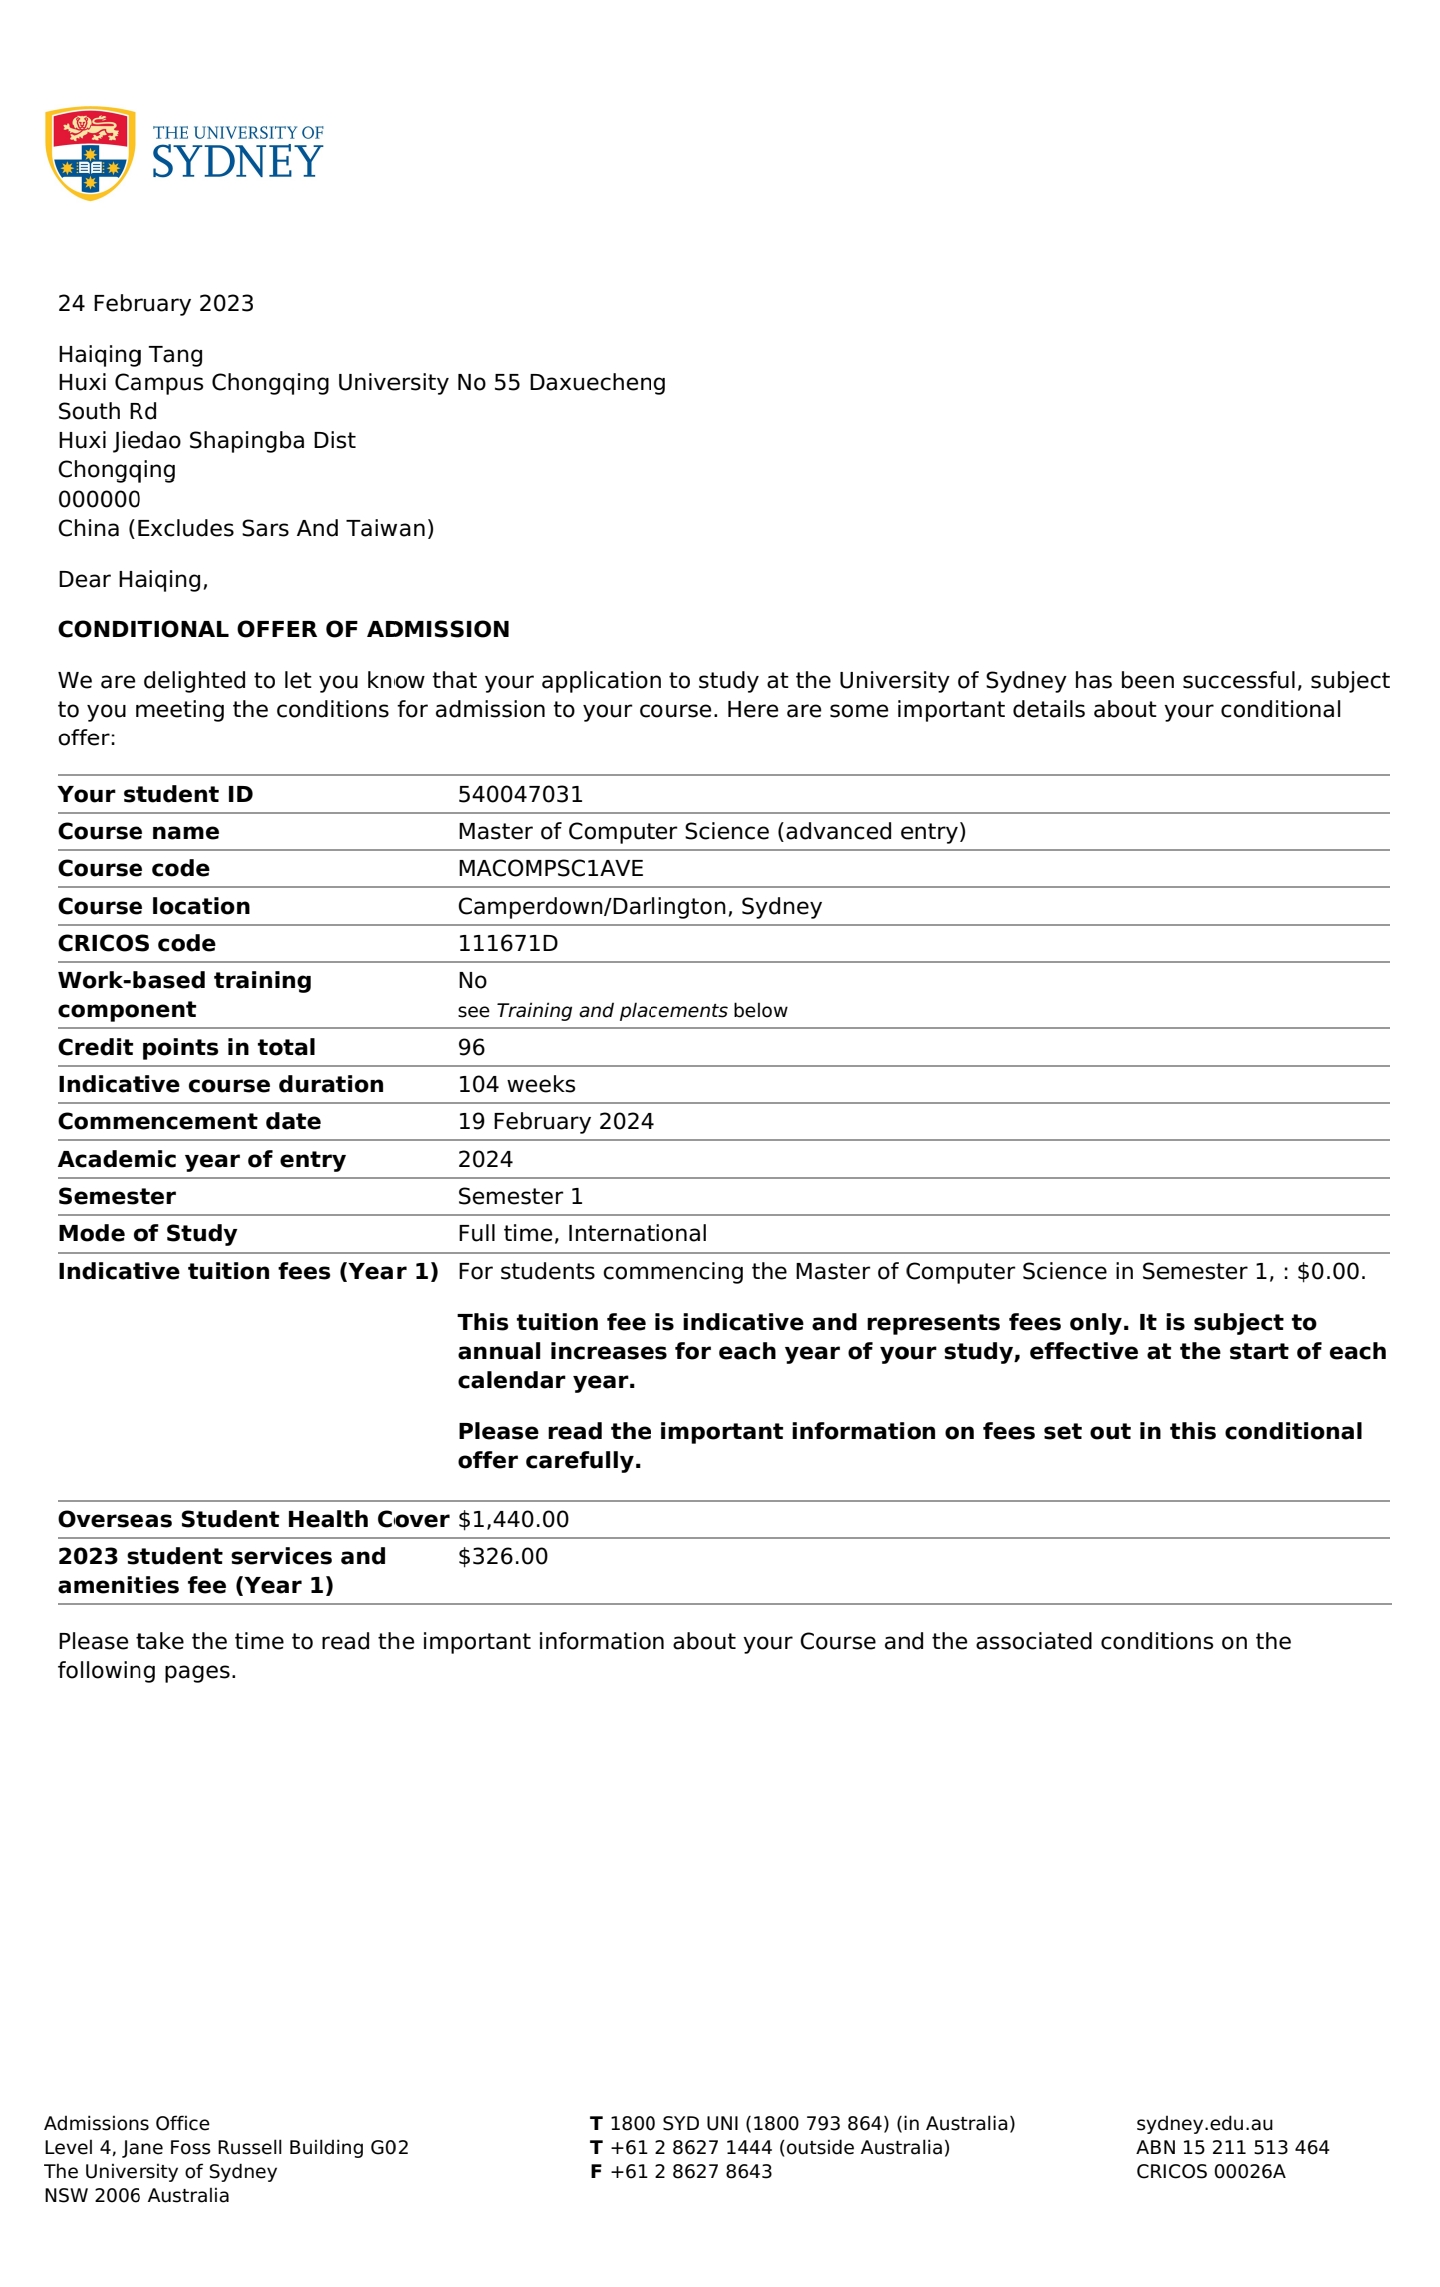 THE UNIVERSITY OF
SYDNEY
24 February 2023
Haiqing Tang
Huxi Campus Chongqing University No 55 Daxuecheng
South Rd
Huxi Jiedao Shapingba Dist
Chongqing
000000
China (Excludes Sars And Taiwan)
Dear Haiqing,
CONDITIONAL OFFER OF ADMISSION
We are delighted to let you know that your application to study at the University of Sydney has been successful, subject
to you meeting the conditions for admission to your course. Here are some important details about your conditional
offer:
Your student ID 540047031
Course name Master of Computer Science (advanced entry)
Course code MACOMPSC1AVE
Course location Camperdown/Darlington, Sydney
CRICOS code 111671D
Work-based training No
component see Training and placements below
Credit points in total 96
Indicative course duration 104 weeks
Commencement date 19 February 2024
Academic year of entry 2024
Semester Semester 1
Mode of Study Full time, International
Indicative tuition fees (Year 1) For students commencing the Master of Computer Science in Semester 1, : $0.00.
This tuition fee is indicative and represents fees only. It is subject to
annual increases for each year of your study, effective at the start of each
calendar year.
Please read the important information on fees set out in this conditional
offer carefully.
Overseas Student Health Cover $1,440.00
2023 student services and $326.00
amenities fee (Year 1)
Please take the time to read the important information about your Course and the associated conditions on the
following pages.
Admissions Office
Level 4, Jane Foss Russell Building G02
The University of Sydney
NSW 2006 Australia
T 1800 SYD UNI (1800 793 864) (in Australia)
T +61 2 8627 1444 (outside Australia)
F +61 2 8627 8643
sydney.edu.au
ABN 15 211 513 464
CRICOS 00026A